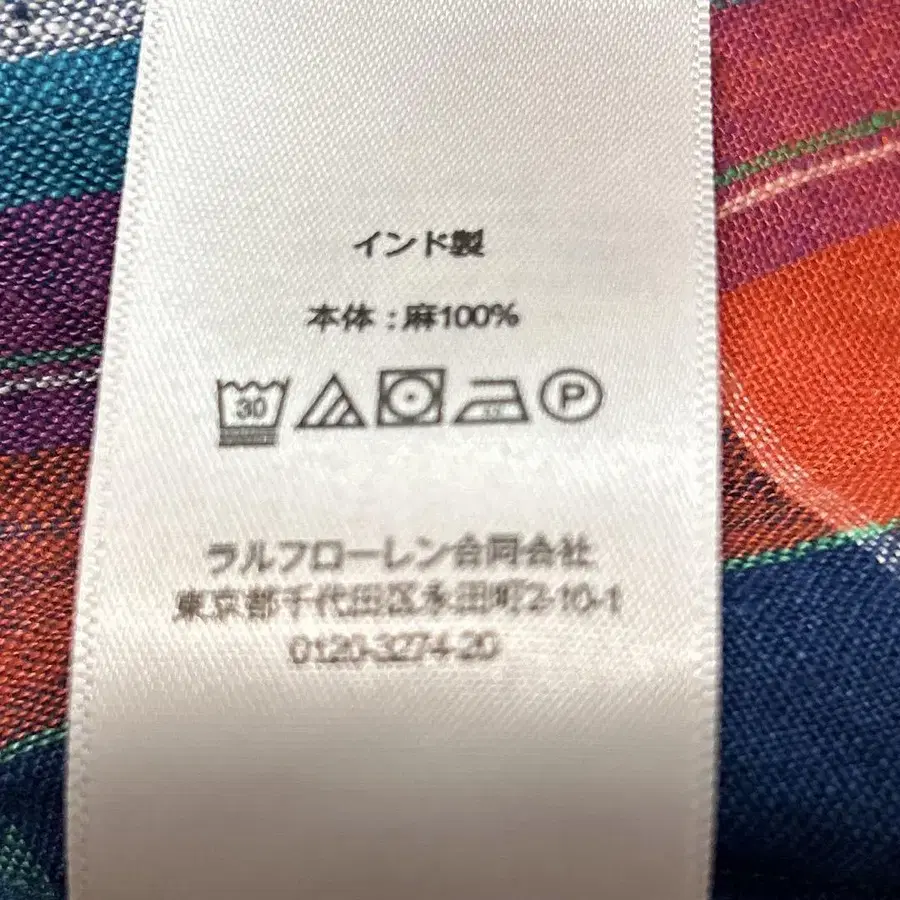 インド製
本体：麻100%
30
P
ラルフローレン合同会社
東京都千代田区永田町2-10-1
0120-3274-20